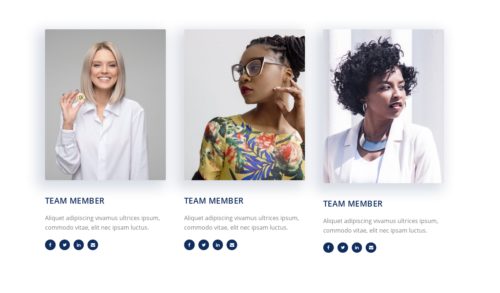 TEAM MEMBER
Aliquet adipiscing vivamus ultrices ipsum,
commodo vitae, elit nec ipsam luctus.
TEAM MEMBER
Aliquet adipiscing vivamus ultrices ipsum,
commodo vitae, elit nec ipsam luctus.
TEAM MEMBER
Aliquet adipiscing vivamus ultrices ipsum,
commodo vitae, elit nec ipsam luctus.